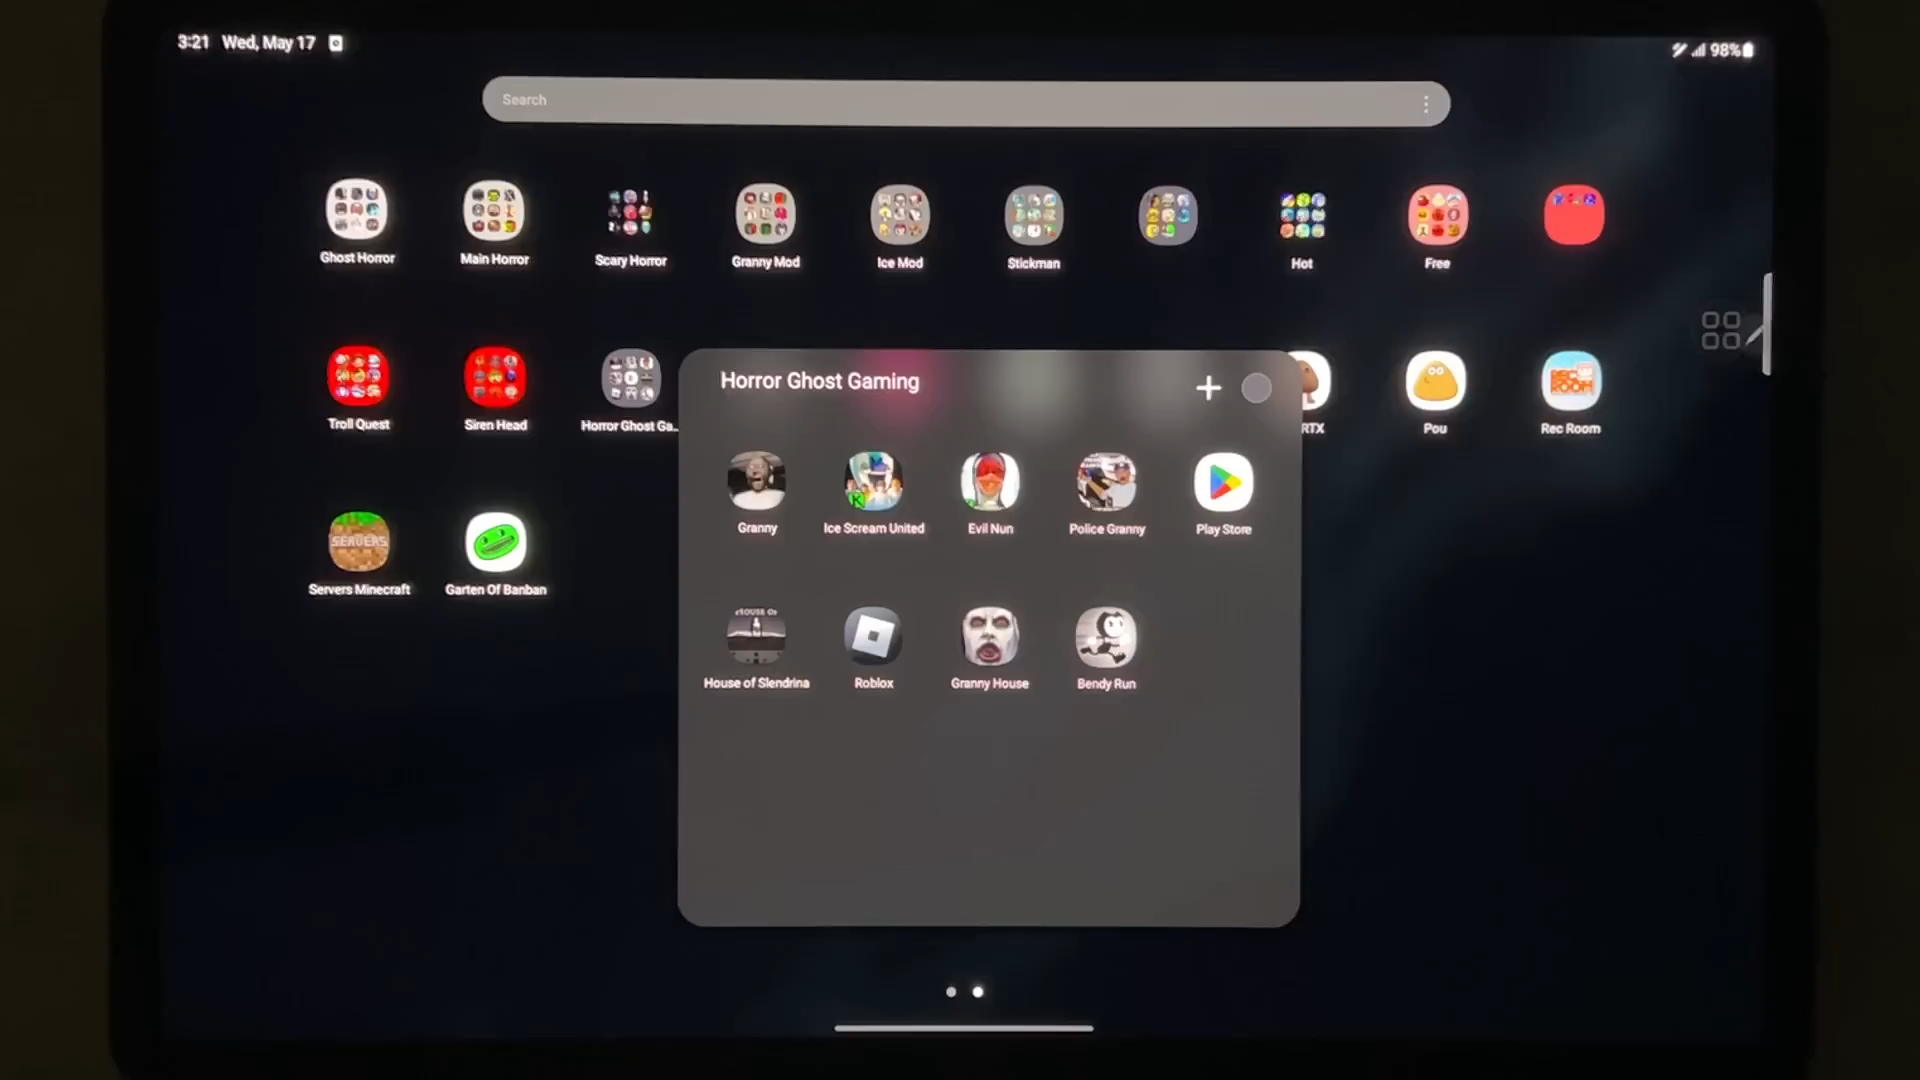 3:21 Wed, May 17
98%
Search
Ghost Horror
Main Horror
Scary Horror
Granny Mod
Ice Mod
Stickman
Hot
Free
Troll Quest
Siren Head
Horror Ghost Ga...
Horror Ghost Gaming
RTX
Pou
Rec Room
Granny
Ice Scream United
Evil Nun
Police Granny
Play Store
SERVERS
Servers Minecraft
Garten Of Banban
HOUSE OF
House of Slendrina
Roblox
Granny House
Bendy Run